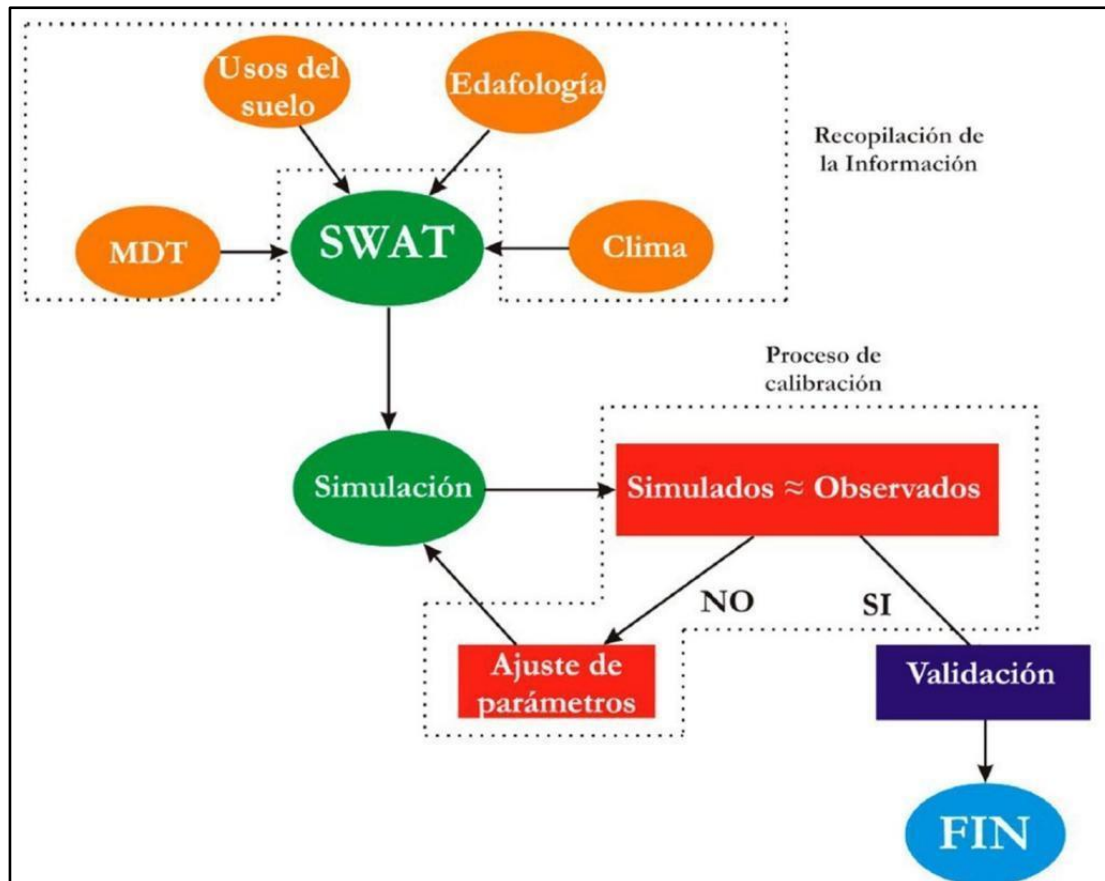 Usos del
suelo
Edafología
Recopilación de
la Información
MDT
SWAT
Clima
Proceso de
calibración
Simulación
Simulados ≈ Observados
NO
SI
Ajuste de
parámetros
Validación
FIN